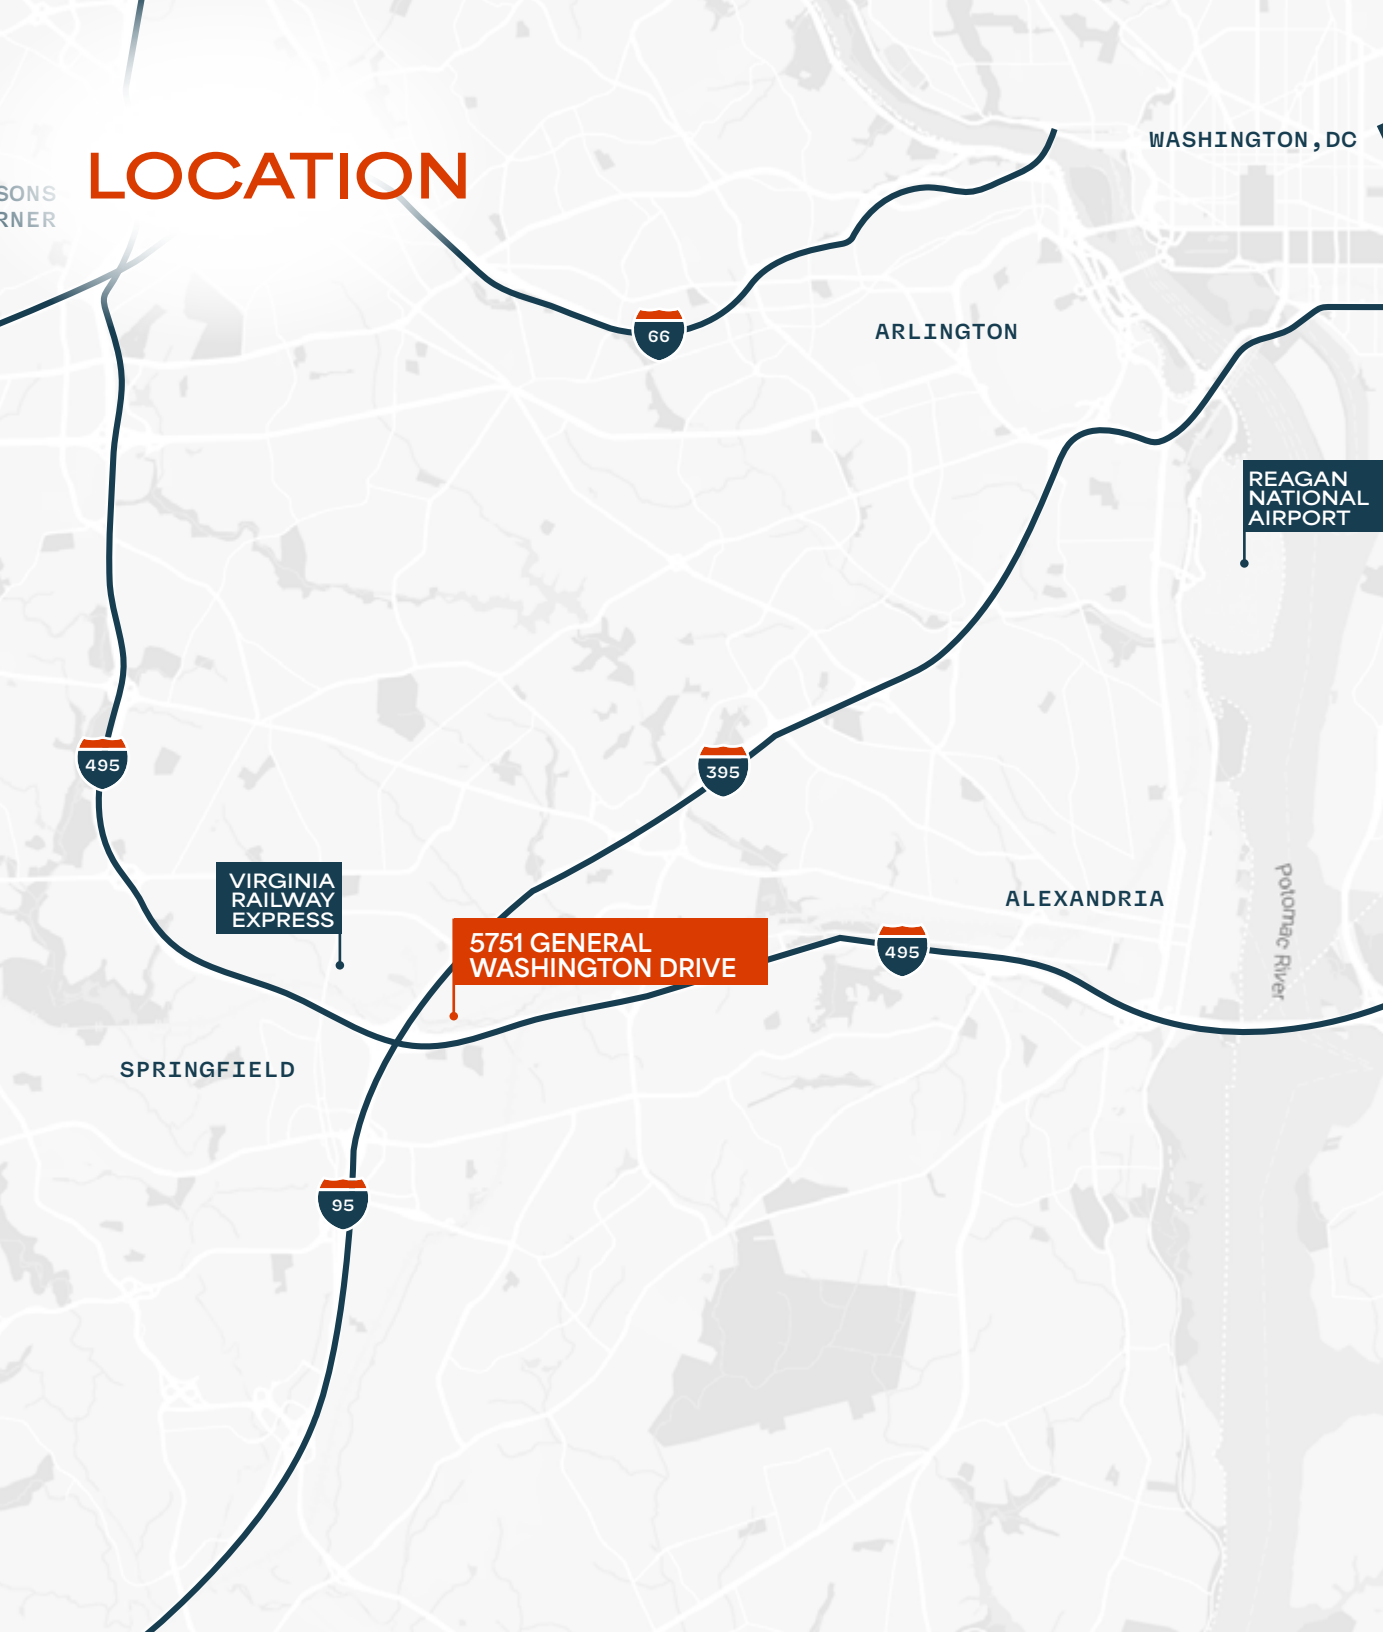 WASHINGTON,DC
LOCATION
SONS
RNER
66
ARLINGTON
REAGAN
NATIONAL
AIRPORT
495
395
VIRGINIA
RAILWAY
EXPRESS
ALEXANDRIA
5751 GENERAL
WASHINGTON DRIVE
495
Potomac River
SPRINGFIELD
95